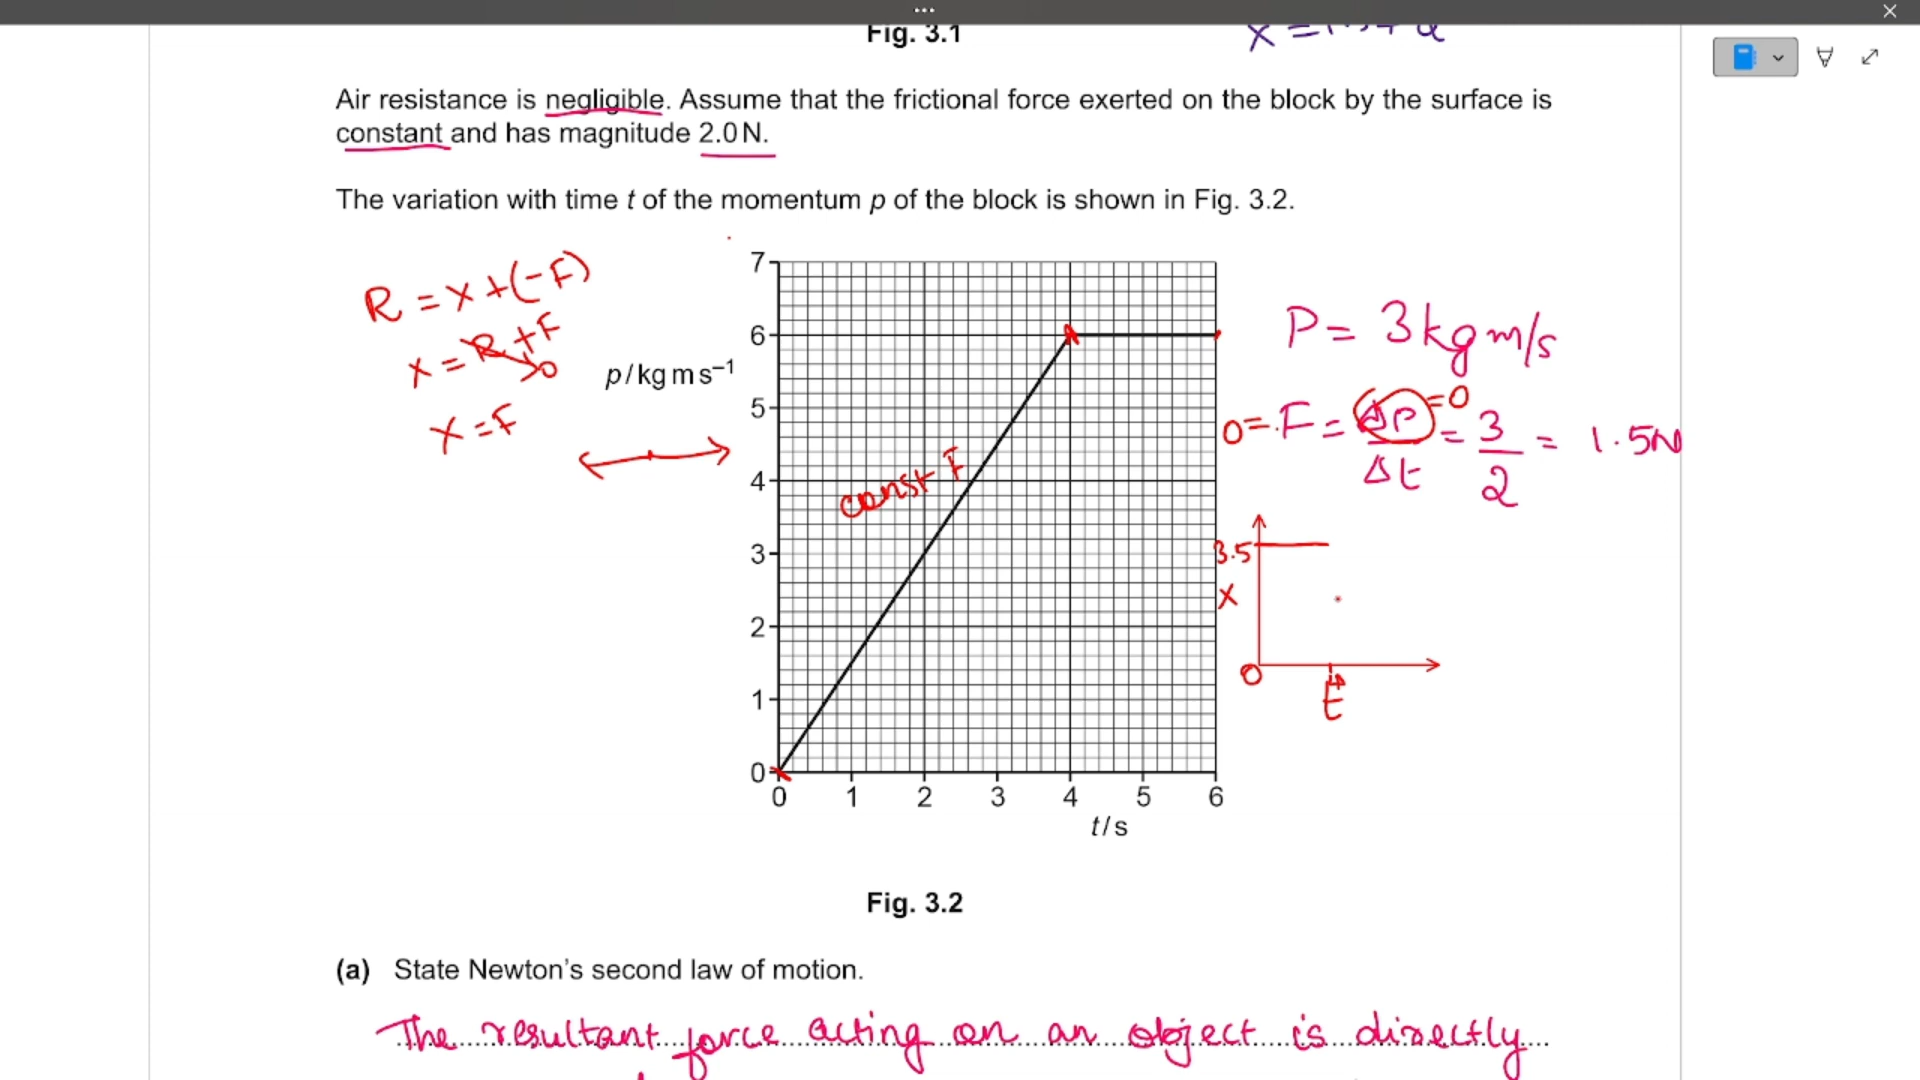 Fig. 3.1
Air resistance is negligible. Assume that the frictional force exerted on the block by the surface is
constant and has magnitude 2.0 N.
The variation with time t of the momentum p of the block is shown in Fig. 3.2.
R = x + (-F)
x = R + F
0
x = F
p / kg m s⁻¹
7
6
5
4
3
2
1
0
const F
0 1 2 3 4 5 6
t / s
P = 3 kg m/s
0 = F = ΔP/Δt = 3/2 = 1.5N
=0
3.5
x
0
t
Fig. 3.2
(a) State Newton's second law of motion.
The resultant force acting on an object is directly